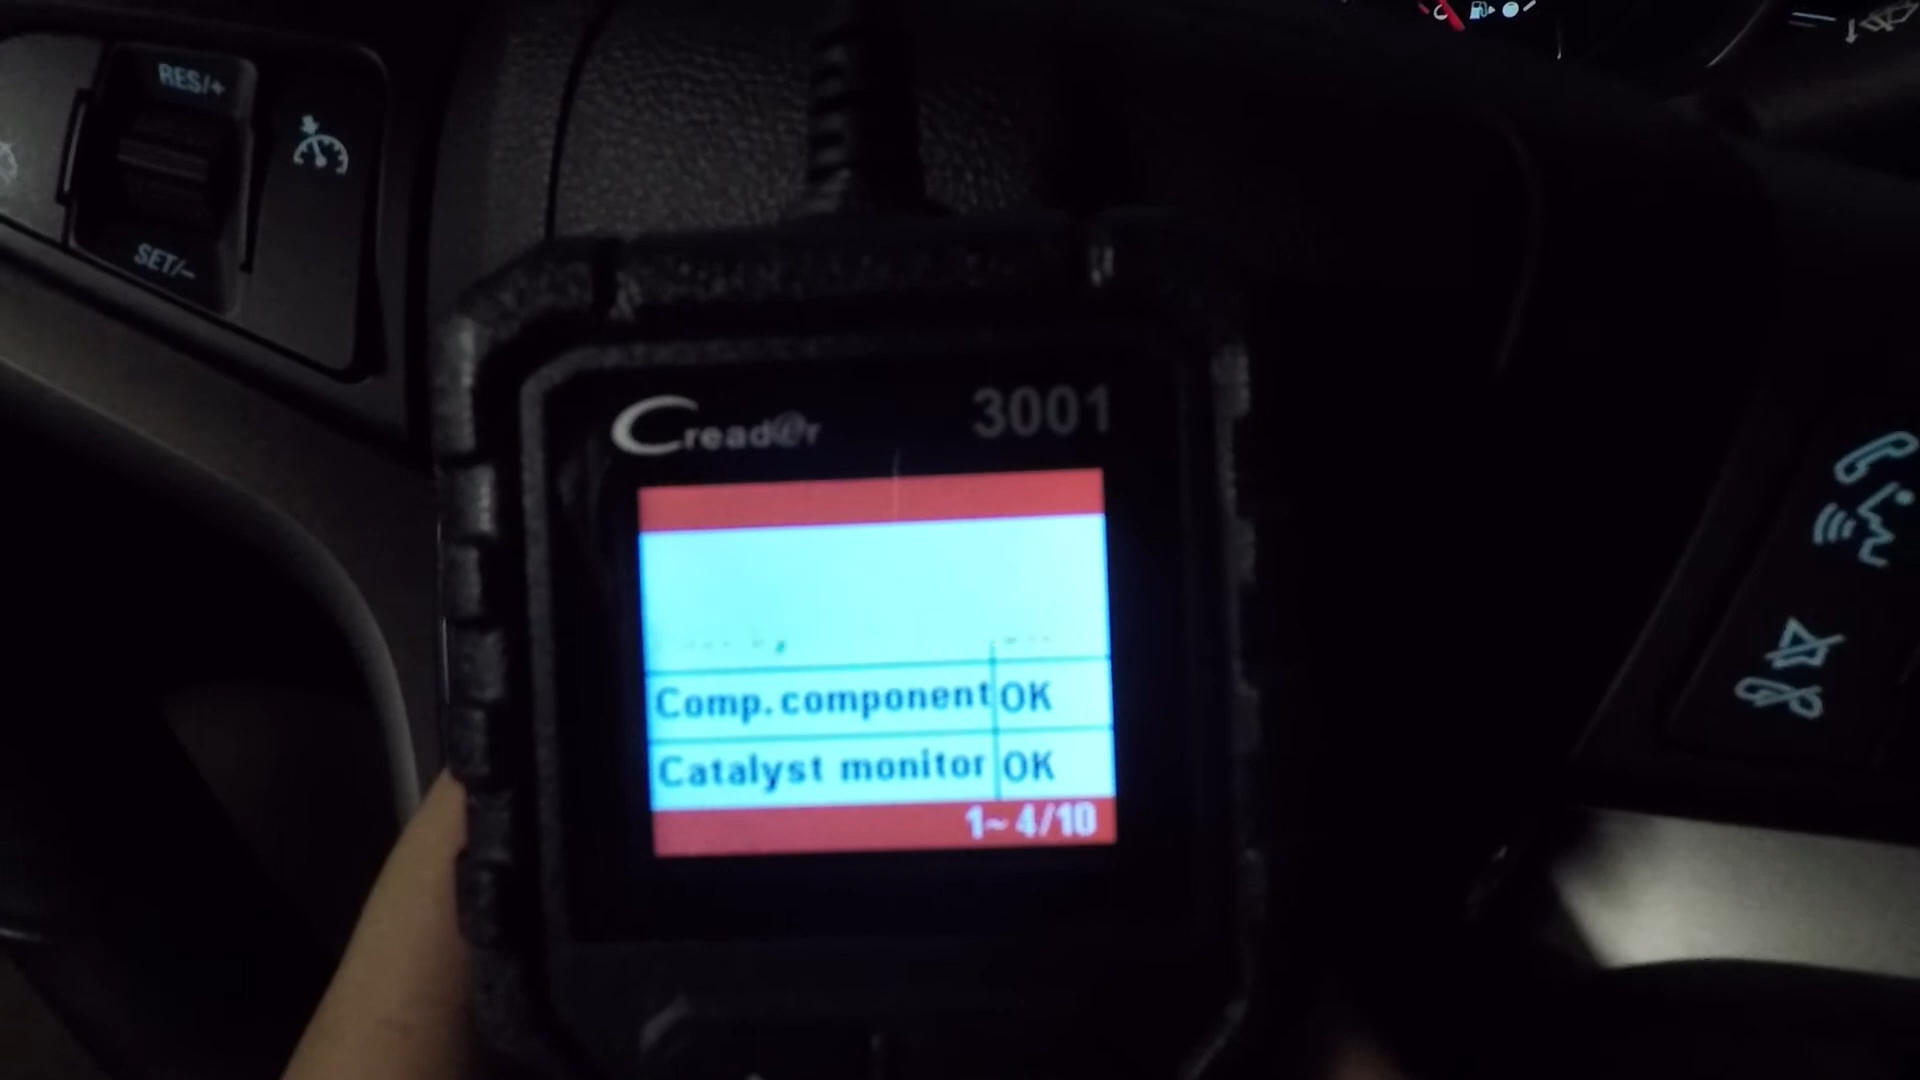 RES/+
SET/-
Cread@r 3001
Comp.component OK
Catalyst monitor OK
1~4/10